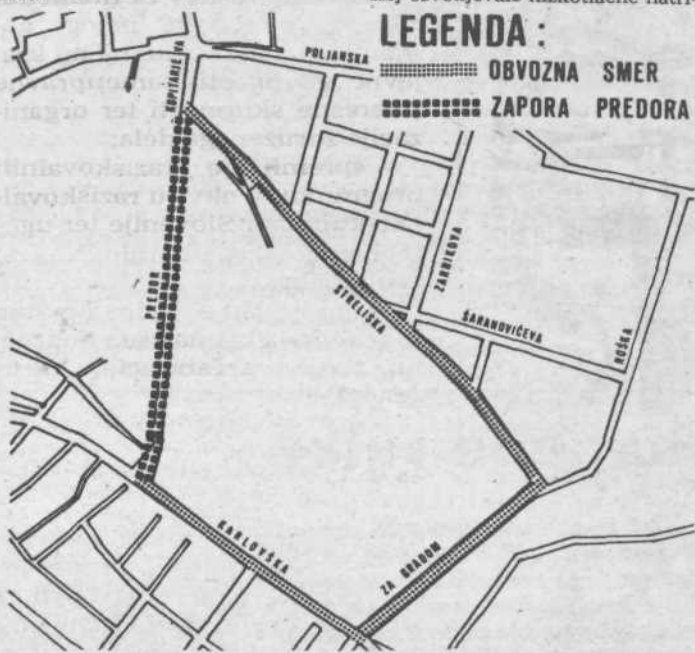 LEGENDA :
OBVOZNA SMER
ZAPORA PREDORA
POLJANSKA
KOPITARJEVA
PREDOR
STRELIŠKA
ZARNIKOVA
ŠARANOVIČEVA
ROŠKA
KARLOVŠKA
ZA GRADOM